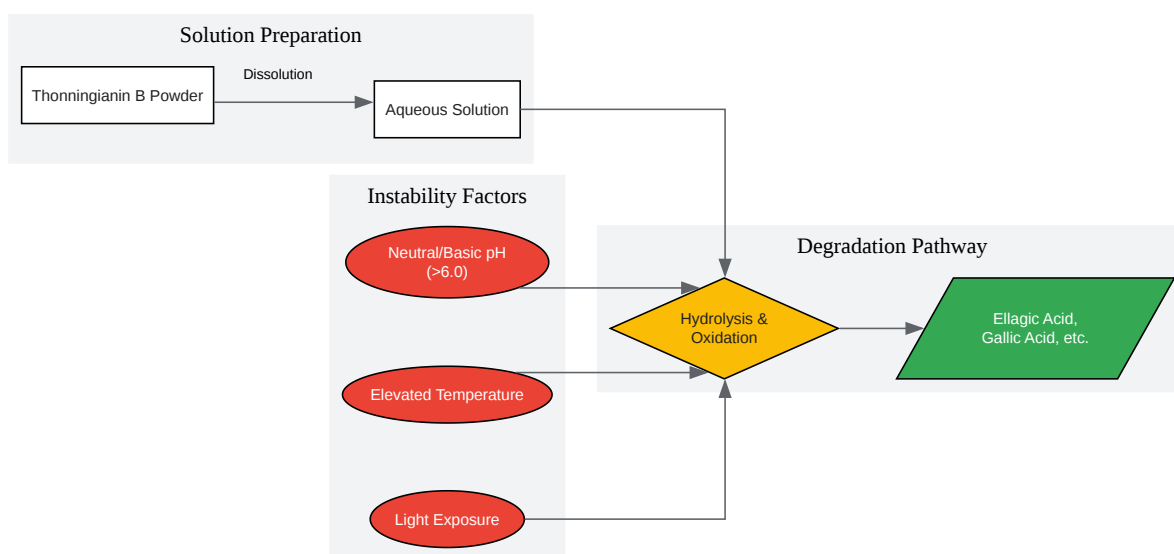 Solution Preparation
Thonningianin B Powder
Dissolution
Aqueous Solution
Instability Factors
Neutral/Basic pH
(>6.0)
Elevated Temperature
Light Exposure
Degradation Pathway
Hydrolysis &
Oxidation
Ellagic Acid,
Gallic Acid, etc.